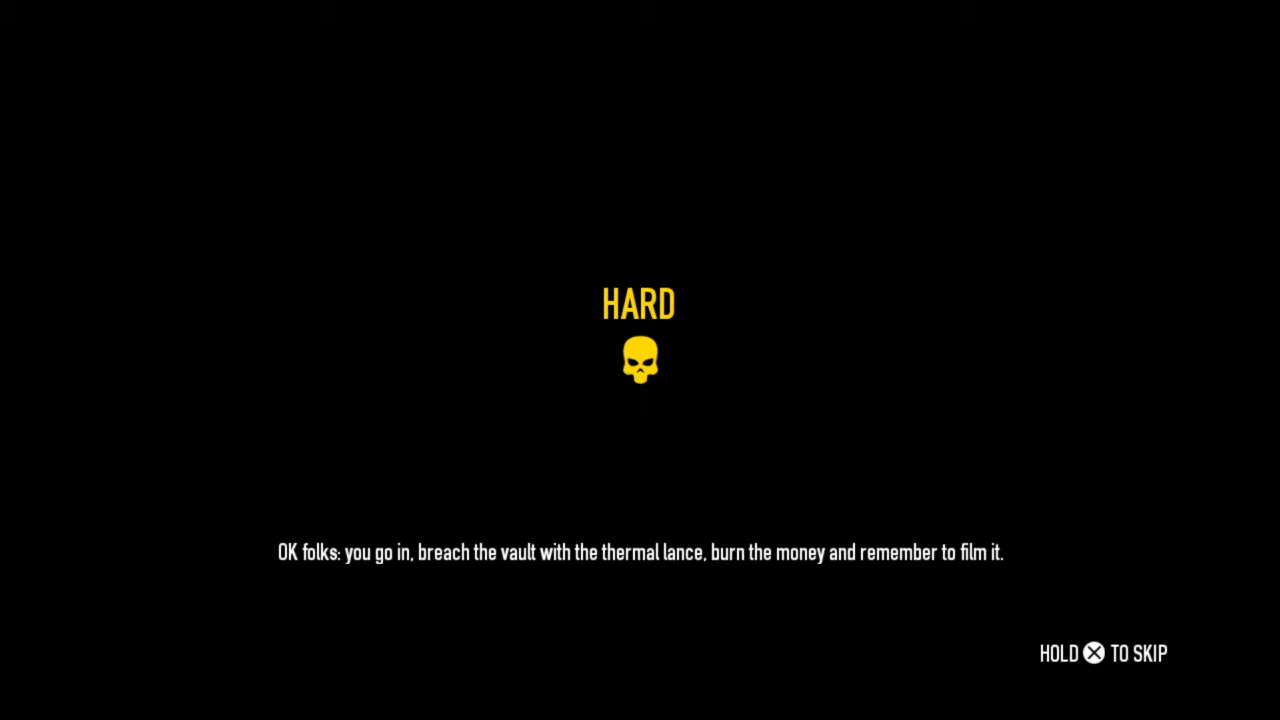 HARD
OK folks: you go in, breach the vault with the thermal lance, burn the money and remember to film it.
HOLD X TO SKIP